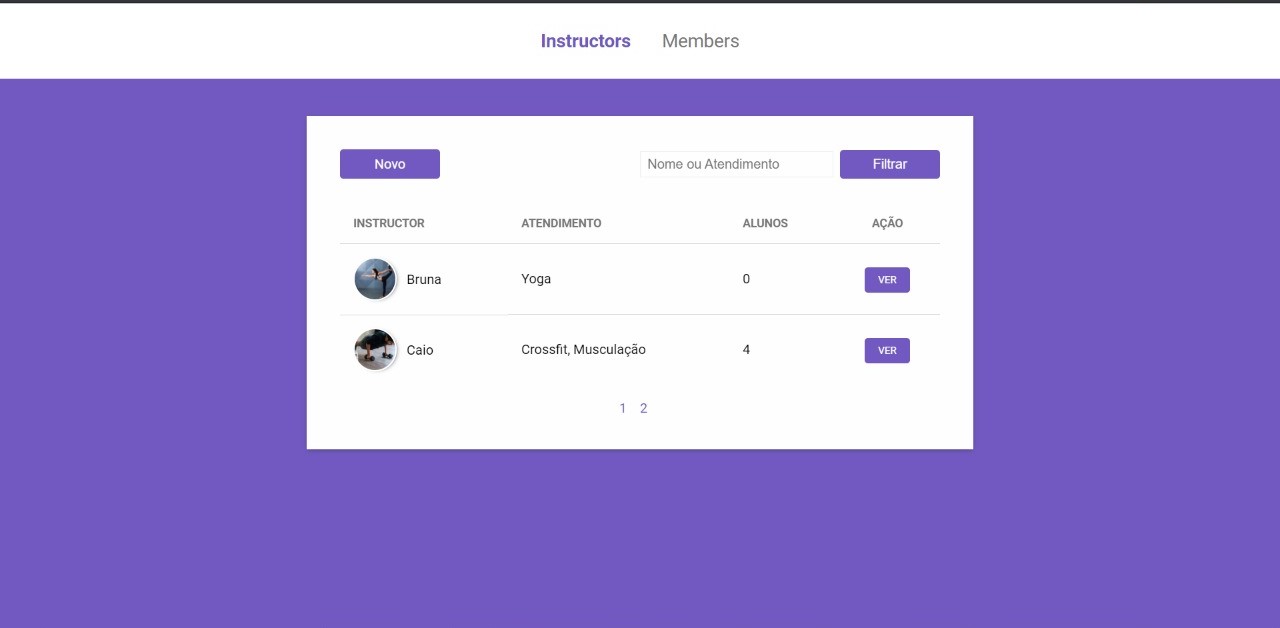 Instructors Members
Novo Nome ou Atendimento Filtrar
INSTRUCTOR ATENDIMENTO ALUNOS AÇÃO
Bruna Yoga 0 VER
Caio Crossfit, Musculação 4 VER
1 2